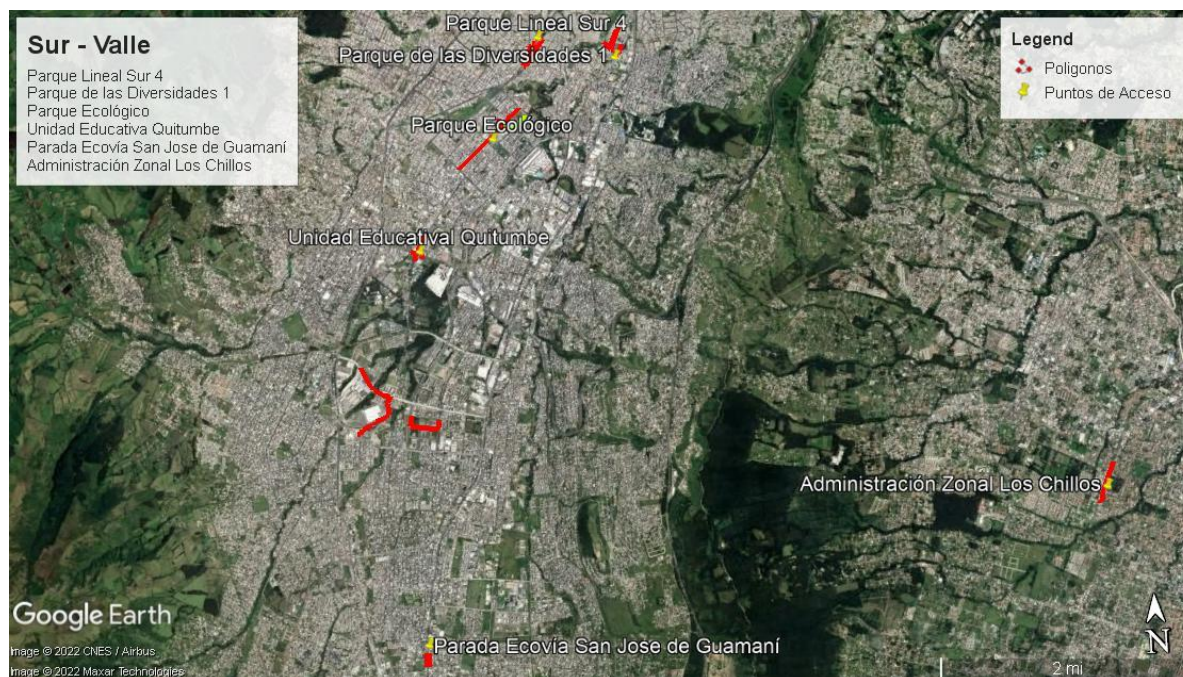 Sur - Valle
Parque Lineal Sur 4
Parque de las Diversidades 1
Parque Ecológico
Unidad Educativa Quitumbe
Parada Ecovía San Jose de Guamaní
Administración Zonal Los Chillos
Legend
Poligonos
Puntos de Acceso
Parque Lineal Sur 4
Parque de las Diversidades 1
Parque Ecológico
Unidad Educatival Quitumbe
Administración Zonal Los Chillos
Parada Ecovía San Jose de Guamaní
Google Earth
Image © 2022 CNES / Airbus
Image © 2022 Maxar Technologies
N
2 mi